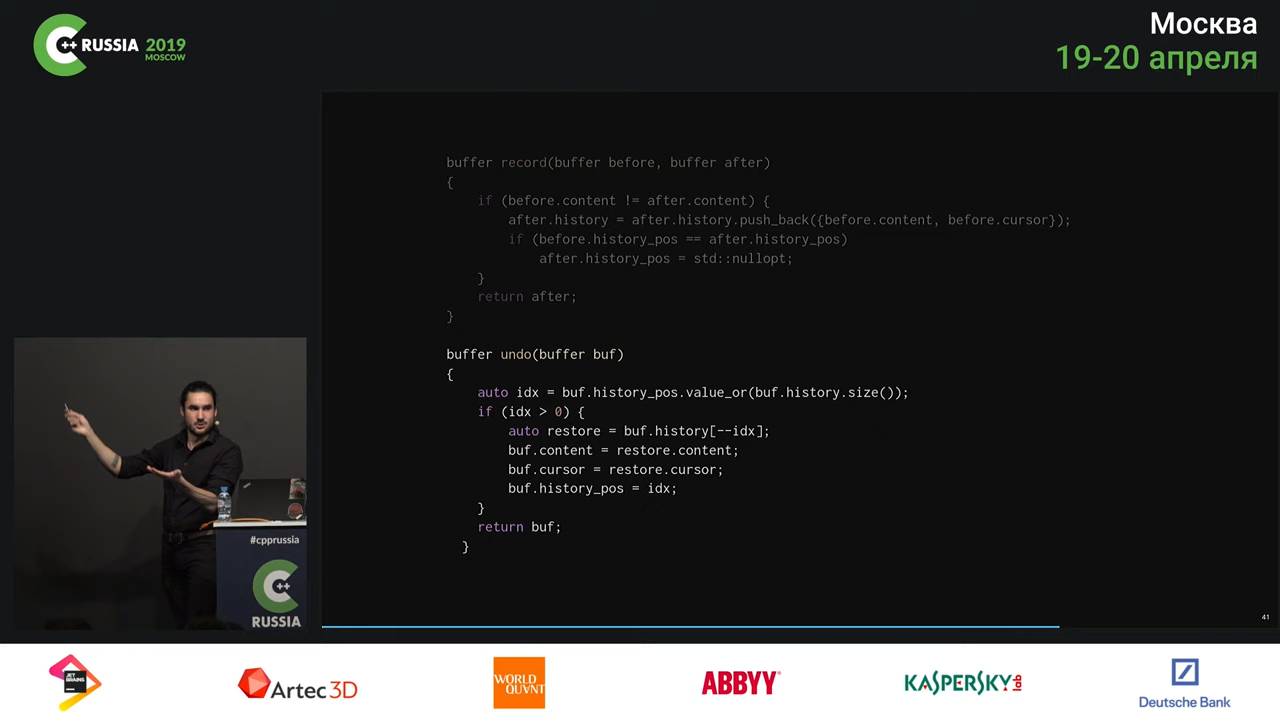 C++ RUSSIA 2019
MOSCOW
Москва
19-20 апреля
buffer record(buffer before, buffer after)
{
    if (before.content != after.content) {
        after.history = after.history.push_back({before.content, before.cursor});
        if (before.history_pos == after.history_pos)
            after.history_pos = std::nullopt;
    }
    return after;
}
buffer undo(buffer buf)
{
    auto idx = buf.history_pos.value_or(buf.history.size());
    if (idx > 0) {
        auto restore = buf.history[--idx];
        buf.content = restore.content;
        buf.cursor = restore.cursor;
        buf.history_pos = idx;
    }
    return buf;
  }
41
#cpprusia
C++
RUSSIA
JET
BRAINS
Artec 3D
WORLD
QUANT
ABBYY
KASPERSKY lab
Deutsche Bank